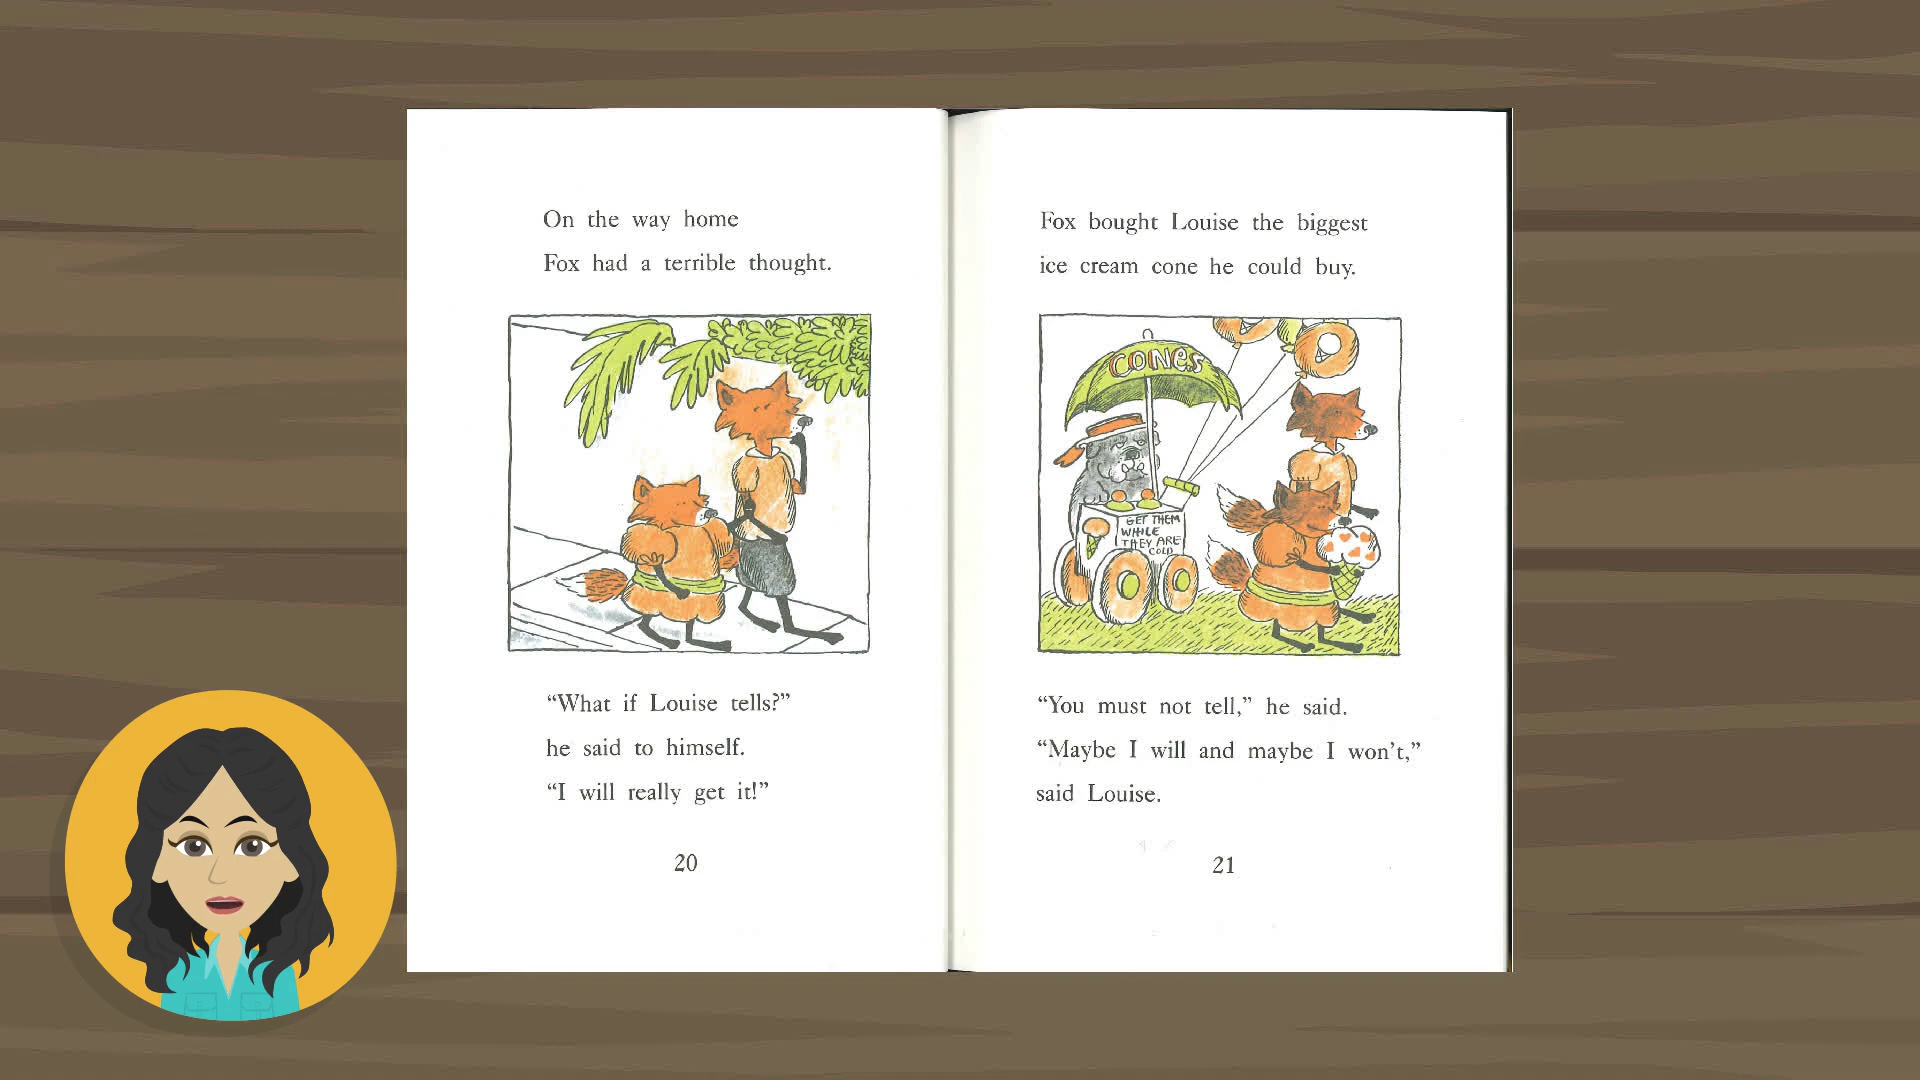 On the way home
Fox had a terrible thought.
“What if Louise tells?”
he said to himself.
“I will really get it!”
20
Fox bought Louise the biggest
ice cream cone he could buy.
CONES
GET THEM
WHILE
THEY ARE
COLD
“You must not tell,” he said.
“Maybe I will and maybe I won’t,”
said Louise.
21